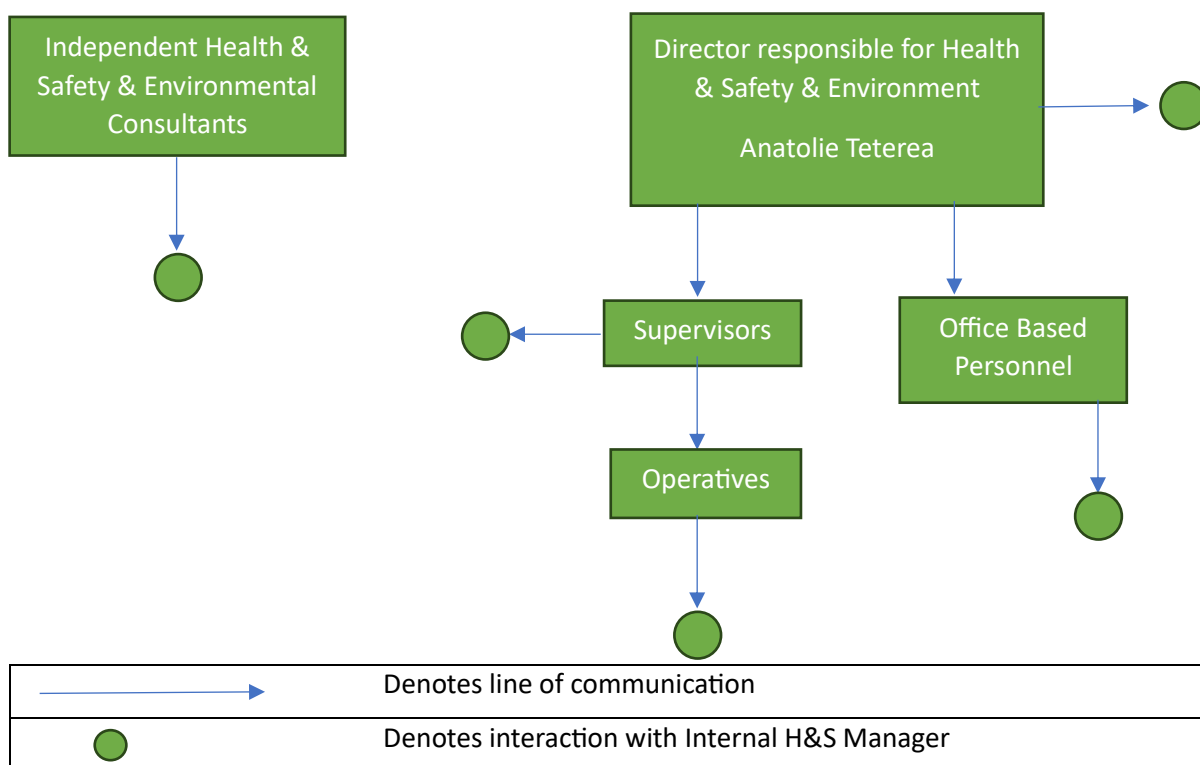 Independent Health &
Safety & Environmental
Consultants
Director responsible for Health
& Safety & Environment
Anatolie Teterea
Supervisors
Office Based
Personnel
Operatives
Denotes line of communication
Denotes interaction with Internal H&S Manager